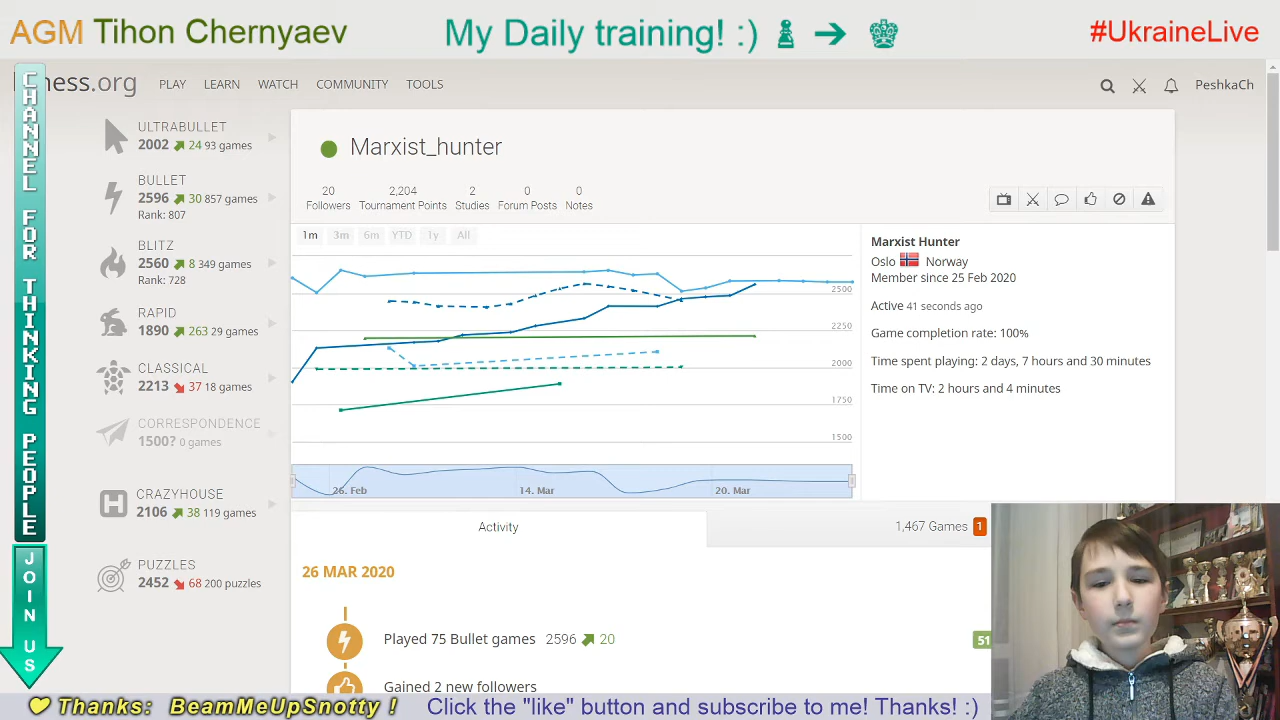 AGM Tihon Chernyaev
My Daily training! :)
#UkraineLive
CHANNEL FOR THINKING PEOPLE
JOIN US
hess.org
PLAY LEARN WATCH COMMUNITY TOOLS
PeshkaCh
ULTRABULLET
2002 24 93 games
BULLET
2596 30 857 games
Rank: 807
BLITZ
2560 8 349 games
Rank: 728
RAPID
1890 263 29 games
CLASSICAL
2213 37 18 games
CORRESPONDENCE
1500? 0 games
CRAZYHOUSE
2106 38 119 games
PUZZLES
2452 68 200 puzzles
Marxist_hunter
20 2,204 2 0 0
Followers Tournament Points Studies Forum Posts Notes
1m 3m 6m YTD 1y All
2500
2250
2000
1750
1500
26. Feb 14. Mar 20. Mar
Marxist Hunter
Oslo Norway
Member since 25 Feb 2020
Active 41 seconds ago
Game completion rate: 100%
Time spent playing: 2 days, 7 hours and 30 minutes
Time on TV: 2 hours and 4 minutes
Activity
1,467 Games 1
26 MAR 2020
Played 75 Bullet games 2596 20
51
Gained 2 new followers
Thanks: BeamMeUpSnotty !
Click the "like" button and subscribe to me! Thanks! :)